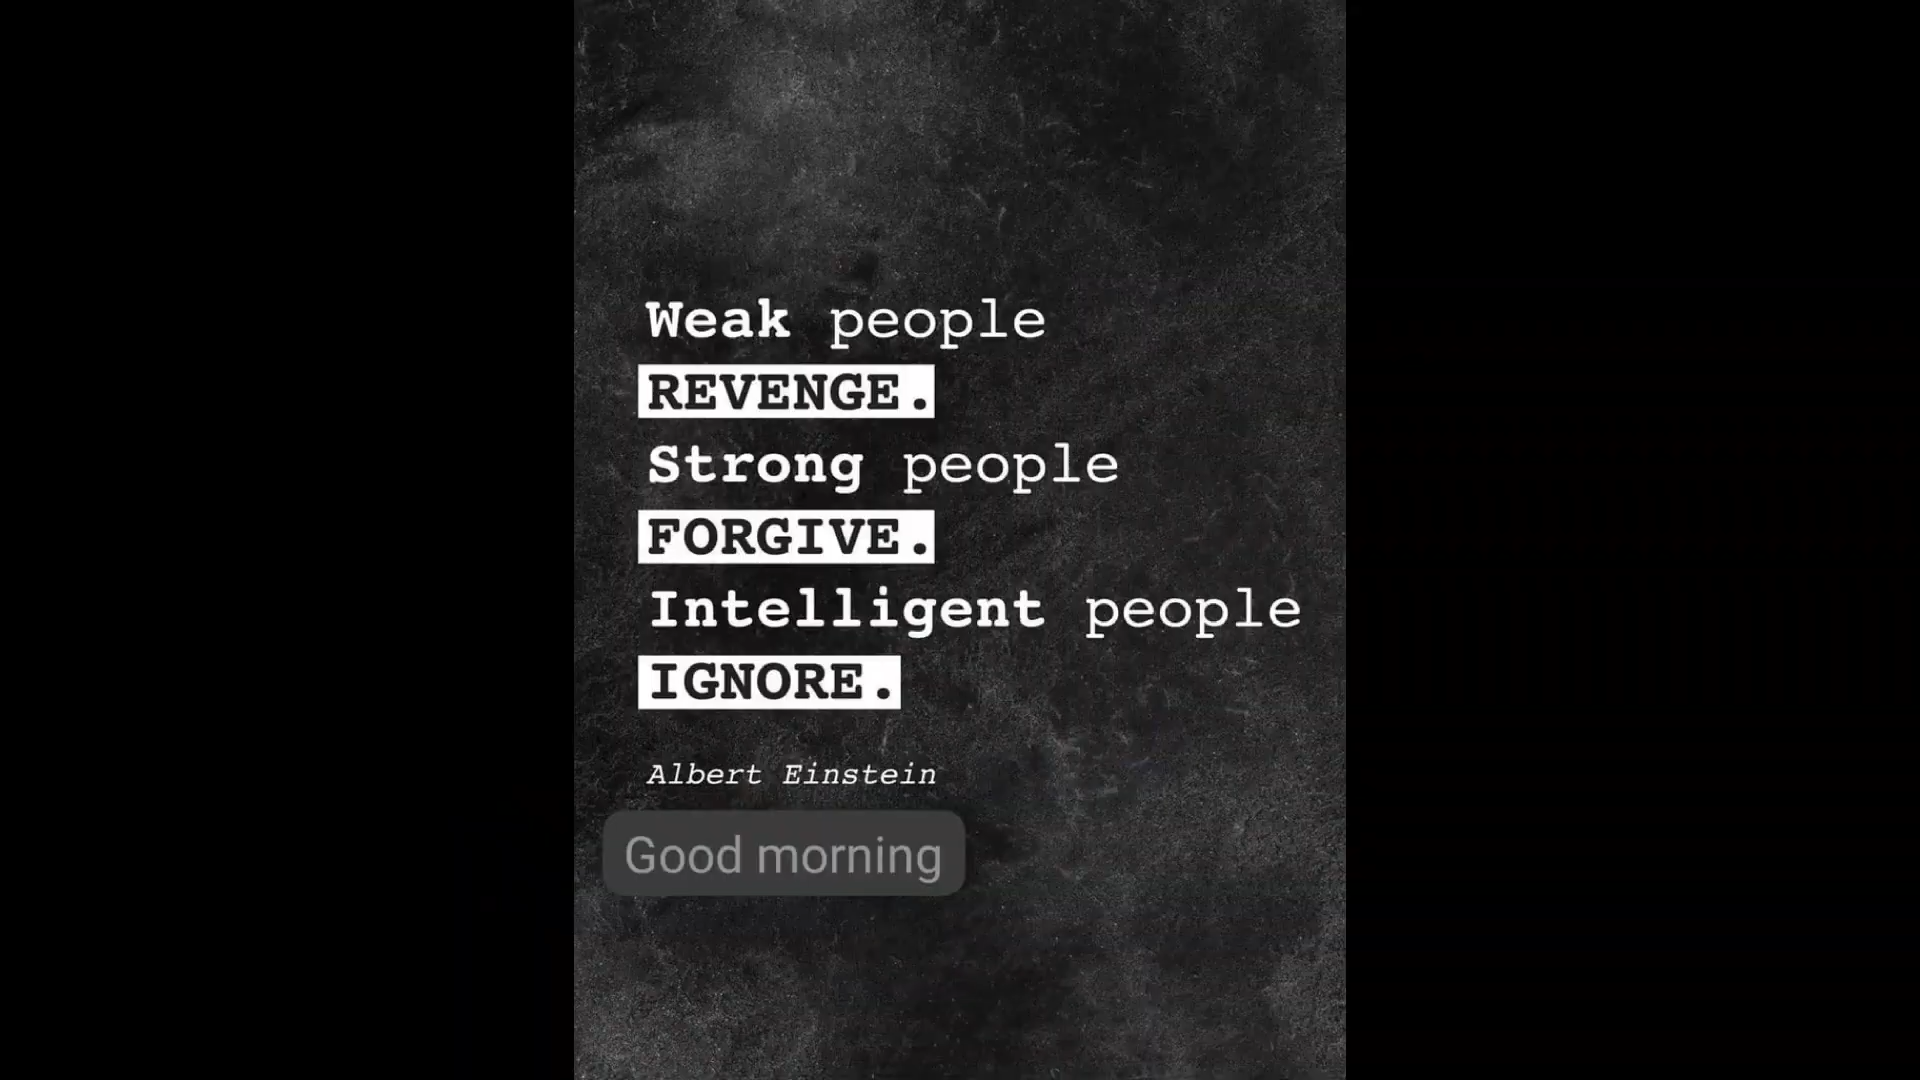 Weak people
REVENGE.
Strong people
FORGIVE.
Intelligent people
IGNORE.
Albert Einstein
Good morning